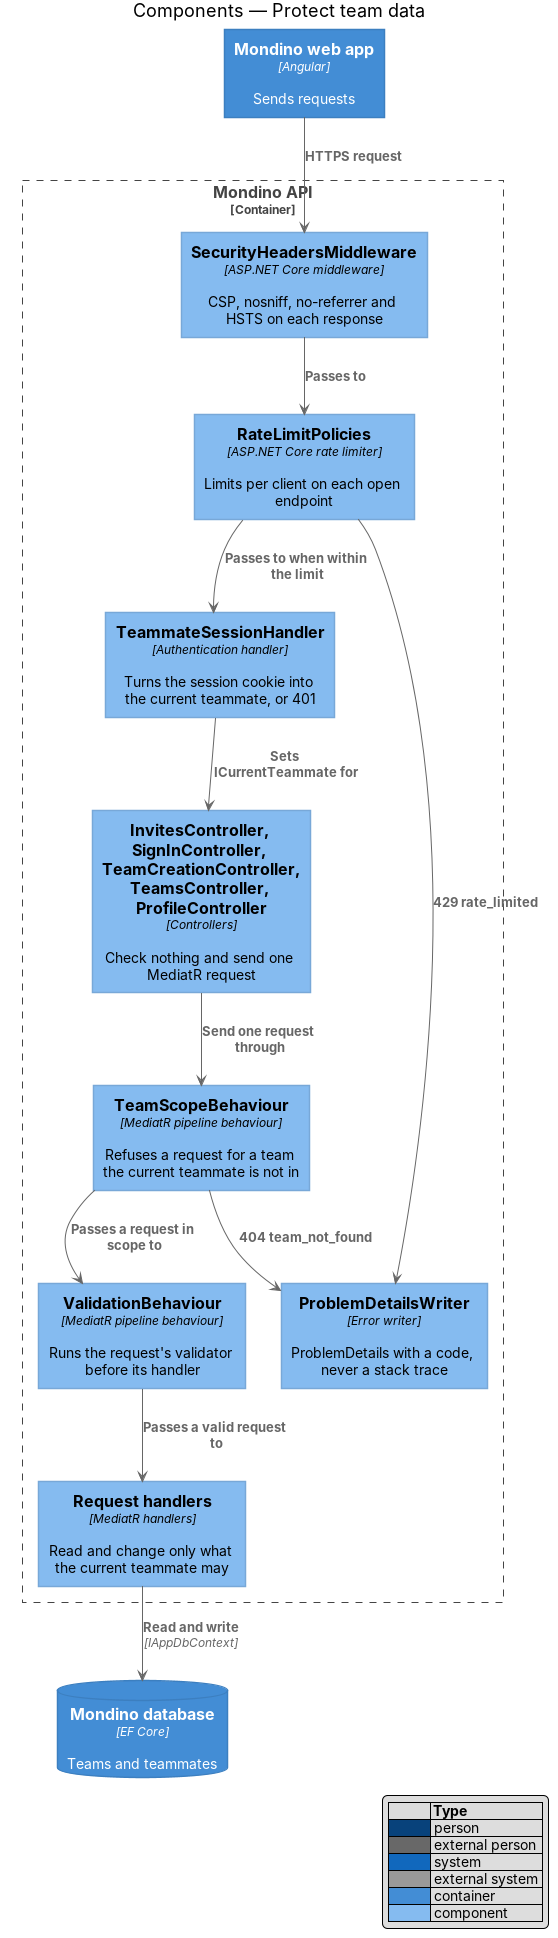 Components — Protect team data
Mondino web app
[Angular]
Sends requests
HTTPS request
Mondino API
[Container]
SecurityHeadersMiddleware
[ASP.NET Core middleware]
CSP, nosniff, no-referrer and
HSTS on each response
Passes to
RateLimitPolicies
[ASP.NET Core rate limiter]
Limits per client on each open
endpoint
Passes to when within
the limit
TeammateSessionHandler
[Authentication handler]
Turns the session cookie into
the current teammate, or 401
Sets
ICurrentTeammate for
InvitesController,
SignInController,
TeamCreationController,
TeamsController,
ProfileController
[Controllers]
Check nothing and send one
MediatR request
429 rate_limited
Send one request
through
TeamScopeBehaviour
[MediatR pipeline behaviour]
Refuses a request for a team
the current teammate is not in
Passes a request in
scope to
404 team_not_found
ValidationBehaviour
[MediatR pipeline behaviour]
Runs the request's validator
before its handler
ProblemDetailsWriter
[Error writer]
ProblemDetails with a code,
never a stack trace
Passes a valid request
to
Request handlers
[MediatR handlers]
Read and change only what
the current teammate may
Read and write
[IAppDbContext]
Mondino database
[EF Core]
Teams and teammates
Type
person
external person
system
external system
container
component